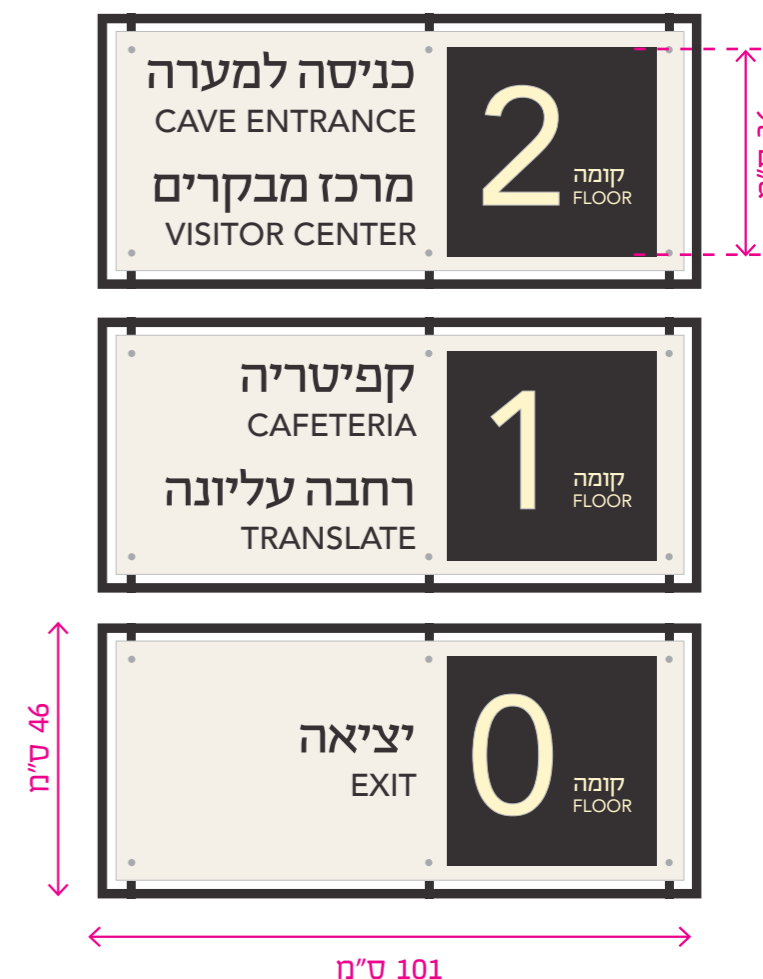 כניסה למערה
CAVE ENTRANCE
מרכז מבקרים
VISITOR CENTER
2
קומה
FLOOR
קפיטריה
CAFETERIA
רחבה עליונה
TRANSLATE
1
קומה
FLOOR
יציאה
EXIT
0
קומה
FLOOR
46 ס"מ
101 ס"מ